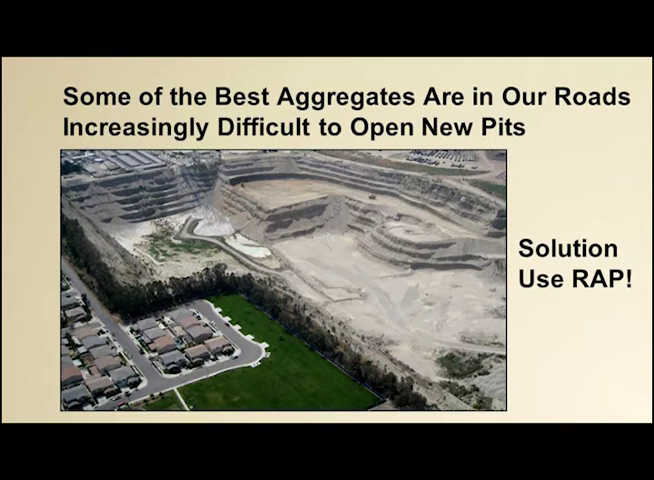 Some of the Best Aggregates Are in Our Roads
Increasingly Difficult to Open New Pits
Solution
Use RAP!